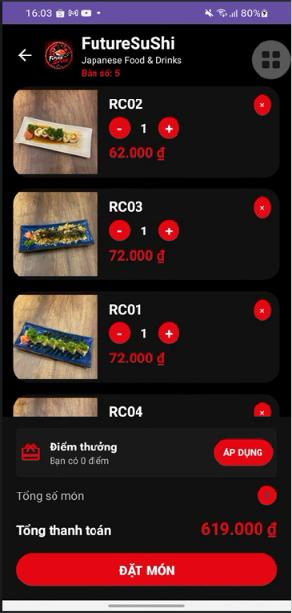 16:03
80%
FutureSuShi
Japanese Food & Drinks
Bàn số: 5
RC02
- 1 +
62.000 ₫
RC03
- 1 +
72.000 ₫
RC01
- 1 +
72.000 ₫
RC04
Điểm thưởng
Bạn có 0 điểm
ÁP DỤNG
Tổng số món
Tổng thanh toán
619.000 ₫
ĐẶT MÓN